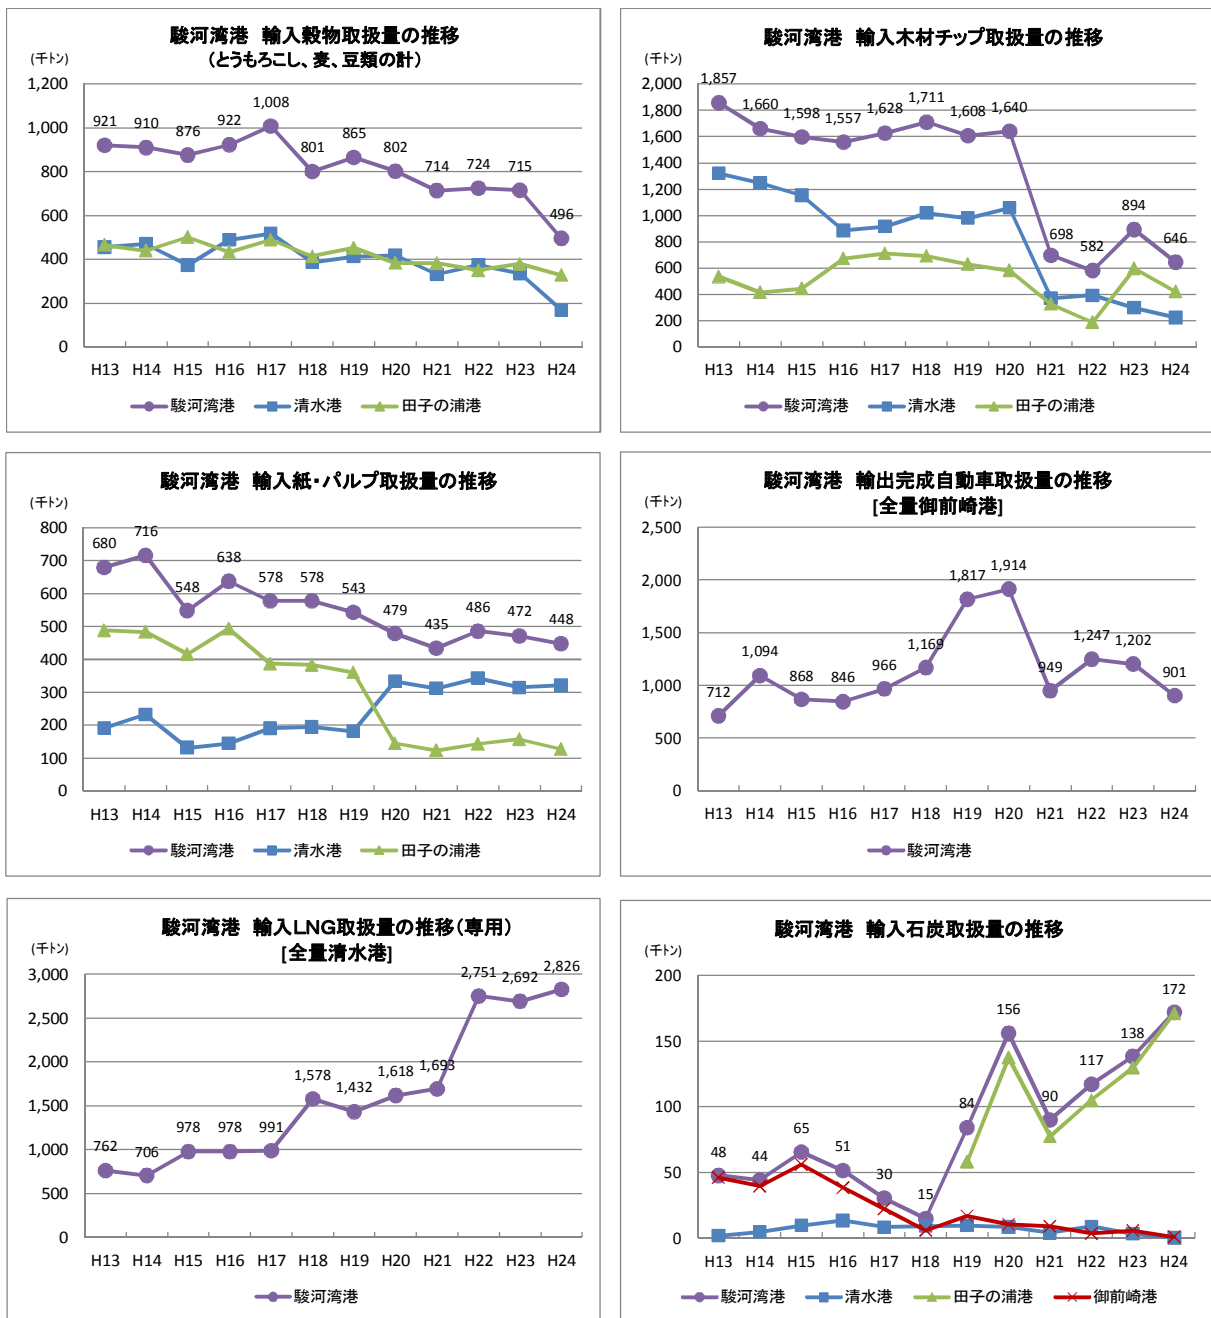 駿河湾港　輸入穀物取扱量の推移
(とうもろこし、麦、豆類の計)
(千トン)
1,200
1,000
800
600
400
200
0
921 910 876 922 1,008 801 865 802 714 724 715 496
H13 H14 H15 H16 H17 H18 H19 H20 H21 H22 H23 H24
駿河湾港 清水港 田子の浦港
駿河湾港　輸入木材チップ取扱量の推移
(千トン)
2,000
1,800
1,600
1,400
1,200
1,000
800
600
400
200
0
1,857 1,660 1,598 1,557 1,628 1,711 1,608 1,640 698 582 894 646
H13 H14 H15 H16 H17 H18 H19 H20 H21 H22 H23 H24
駿河湾港 清水港 田子の浦港
駿河湾港　輸入紙・パルプ取扱量の推移
(千トン)
800
700
600
500
400
300
200
100
0
680 716 548 638 578 578 543 479 435 486 472 448
H13 H14 H15 H16 H17 H18 H19 H20 H21 H22 H23 H24
駿河湾港 清水港 田子の浦港
駿河湾港　輸出完成自動車取扱量の推移
[全量御前崎港]
(千トン)
2,500
2,000
1,500
1,000
500
0
712 1,094 868 846 966 1,169 1,817 1,914 949 1,247 1,202 901
H13 H14 H15 H16 H17 H18 H19 H20 H21 H22 H23 H24
駿河湾港
駿河湾港　輸入LNG取扱量の推移(専用)
[全量清水港]
(千トン)
3,000
2,500
2,000
1,500
1,000
500
0
762 706 978 978 991 1,578 1,432 1,618 1,693 2,751 2,692 2,826
H13 H14 H15 H16 H17 H18 H19 H20 H21 H22 H23 H24
駿河湾港
駿河湾港　輸入石炭取扱量の推移
(千トン)
200
150
100
50
0
48 44 65 51 30 15 84 156 90 117 138 172
H13 H14 H15 H16 H17 H18 H19 H20 H21 H22 H23 H24
駿河湾港 清水港 田子の浦港 御前崎港